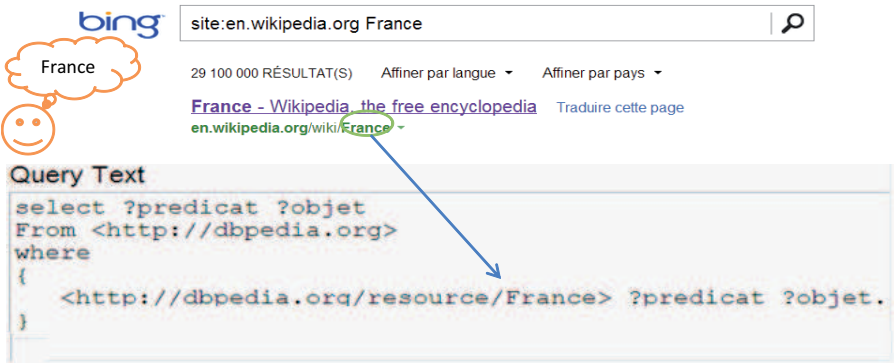 bing
site:en.wikipedia.org France
France
29 100 000 RÉSULTAT(S) Affiner par langue Affiner par pays
France - Wikipedia, the free encyclopedia Traduire cette page
en.wikipedia.org/wiki/France
Query Text
select ?predicat ?objet
From <http://dbpedia.org>
where
{
<http://dbpedia.org/resource/France> ?predicat ?objet.
}